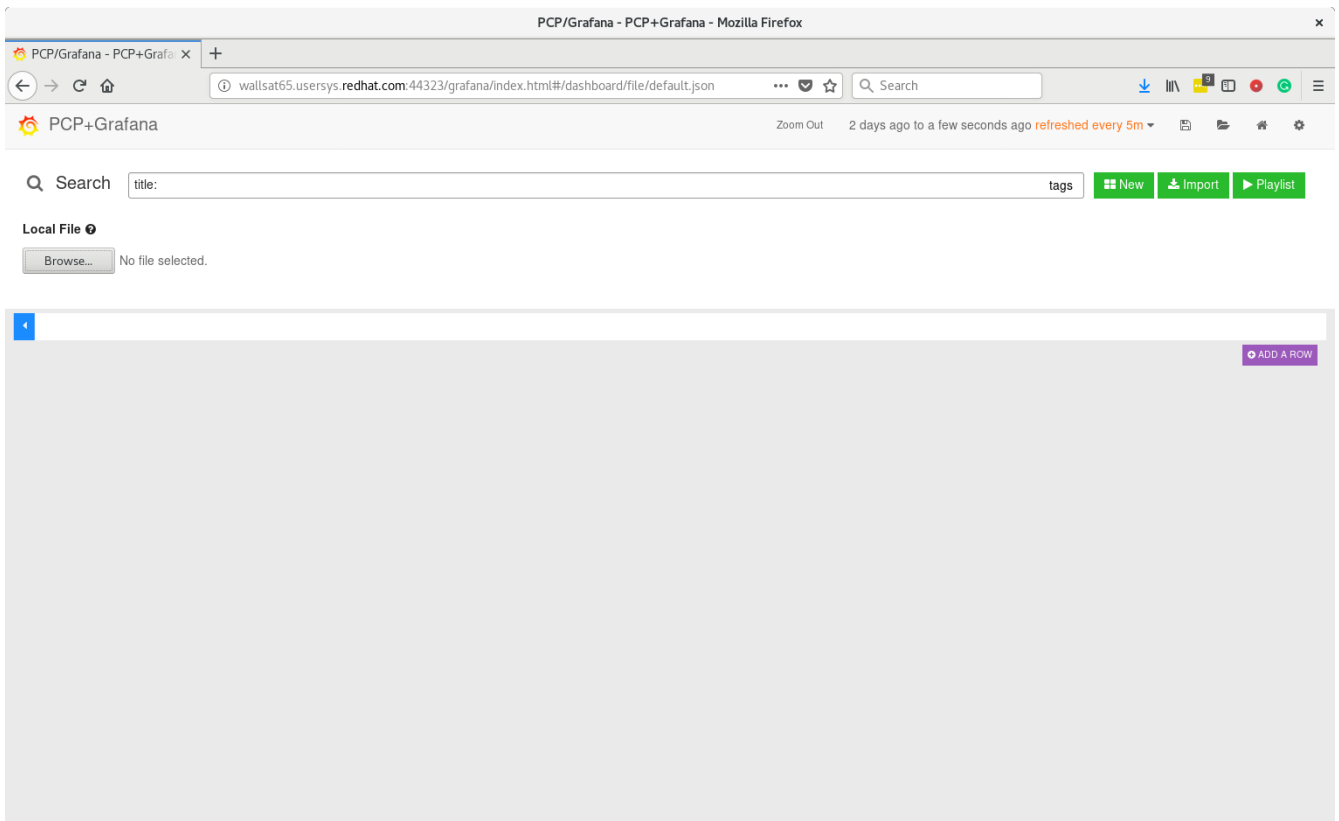 PCP/Grafana - PCP+Grafana - Mozilla Firefox
PCP/Grafana - PCP+Grafa
wallsat65.usersys.redhat.com:44323/grafana/index.html#/dashboard/file/default.json
Search
9
PCP+Grafana
Zoom Out 2 days ago to a few seconds ago refreshed every 5m
Search title: tags New Import Playlist
Local File
Browse... No file selected.
ADD A ROW